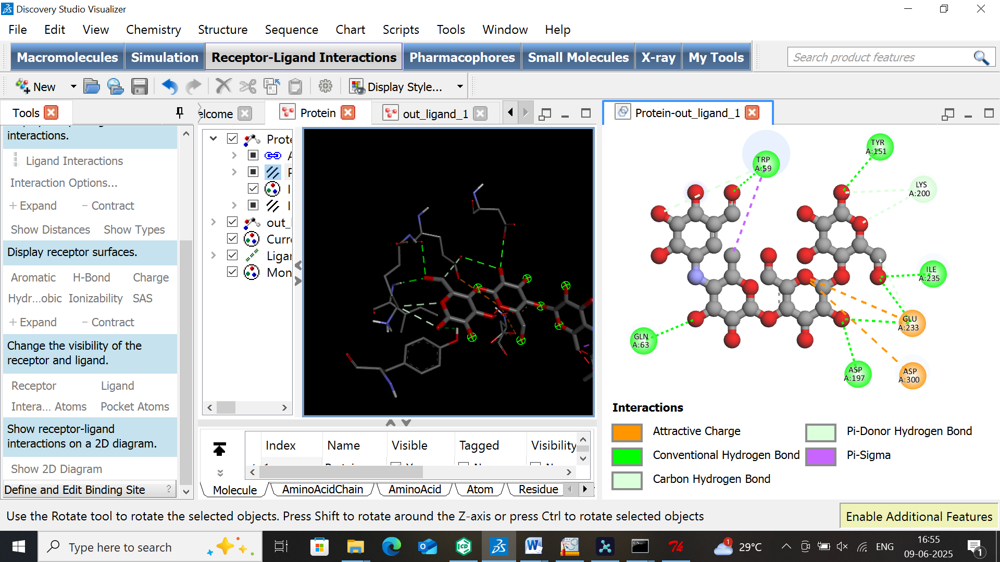 Discovery Studio Visualizer
File Edit View Chemistry Structure Sequence Chart Scripts Tools Window Help
Macromolecules Simulation Receptor-Ligand Interactions Pharmacophores Small Molecules X-ray My Tools
Search product features
New Display Style...
Tools
elcome Protein out_ligand_1
Protein-out_ligand_1
interactions.
Ligand Interactions
Interaction Options...
+ Expand - Contract
Show Distances Show Types
Display receptor surfaces.
Aromatic H-Bond Charge
Hydr...obic Ionizability SAS
+ Expand - Contract
Change the visibility of the
receptor and ligand.
Receptor Ligand
Intera... Atoms Pocket Atoms
Show receptor-ligand
interactions on a 2D diagram.
Show 2D Diagram
Define and Edit Binding Site ?
Prote
A
out_
Curre
Ligar
Mon
Index Name Visible Tagged Visibility
Molecule AminoAcidChain AminoAcid Atom Residue
TRP
A:59
TYR
A:151
LYS
A:200
ILE
A:235
GLU
A:233
GLN
A:63
ASP
A:197
ASP
A:300
Interactions
Attractive Charge
Conventional Hydrogen Bond
Carbon Hydrogen Bond
Pi-Donor Hydrogen Bond
Pi-Sigma
Use the Rotate tool to rotate the selected objects. Press Shift to rotate around the Z-axis or press Ctrl to rotate selected objects
Enable Additional Features
Type here to search
1
29°C
ENG
16:55
09-06-2025
1